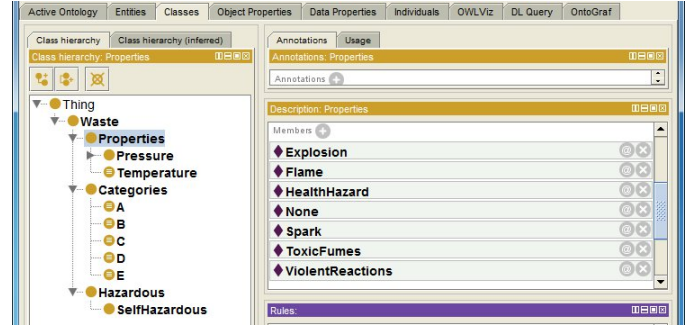 Active Ontology Entities Classes Object Properties Data Properties Individuals OWLViz DL Query OntoGraf
Class hierarchy Class hierarchy (inferred)
Class hierarchy: Properties
Thing
Waste
Properties
Pressure
Temperature
Categories
A
B
C
D
E
Hazardous
SelfHazardous
Annotations Usage
Annotations: Properties
Annotations
Description: Properties
Members
Explosion
Flame
HealthHazard
None
Spark
ToxicFumes
ViolentReactions
Rules: